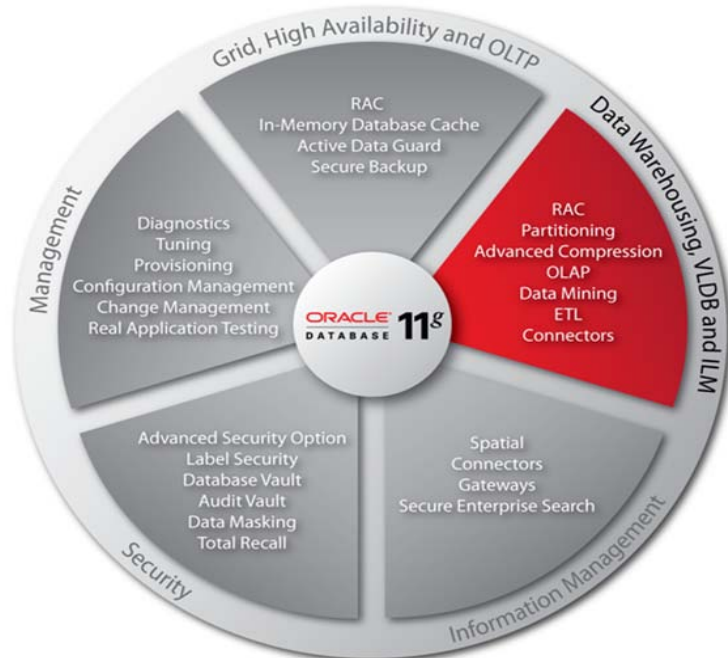 Grid, High Availability and OLTP
RAC
In-Memory Database Cache
Active Data Guard
Secure Backup
Data Warehousing, VLDB and ILM
RAC
Partitioning
Advanced Compression
OLAP
Data Mining
ETL
Connectors
Management
Diagnostics
Tuning
Provisioning
Configuration Management
Change Management
Real Application Testing
ORACLE
DATABASE 11g
Advanced Security Option
Label Security
Database Vault
Audit Vault
Data Masking
Total Recall
Security
Spatial
Connectors
Gateways
Secure Enterprise Search
Information Management